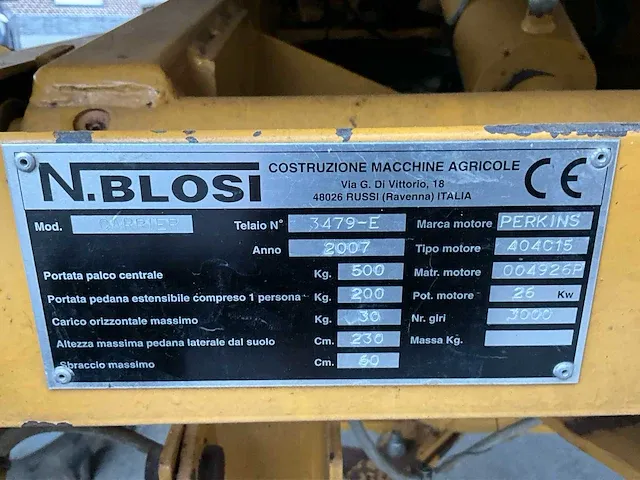 N.BLOSI COSTRUZIONE MACCHINE AGRICOLE CE
Via G. Di Vittorio, 18
48026 RUSSI (Ravenna) ITALIA
Mod. Telaio N° 3479-E Marca motore PERKINS
Anno 2007 Tipo motore 404C15
Portata palco centrale Kg. 500 Matr. motore 004926P
Portata pedana estensibile compreso 1 persona Kg. 200 Pot. motore 26 Kw
Carico orizzontale massimo Kg. 30 Nr. giri 3000
Altezza massima pedana laterale dal suolo Cm. 230 Massa Kg.
Sbraccio massimo Cm. 60